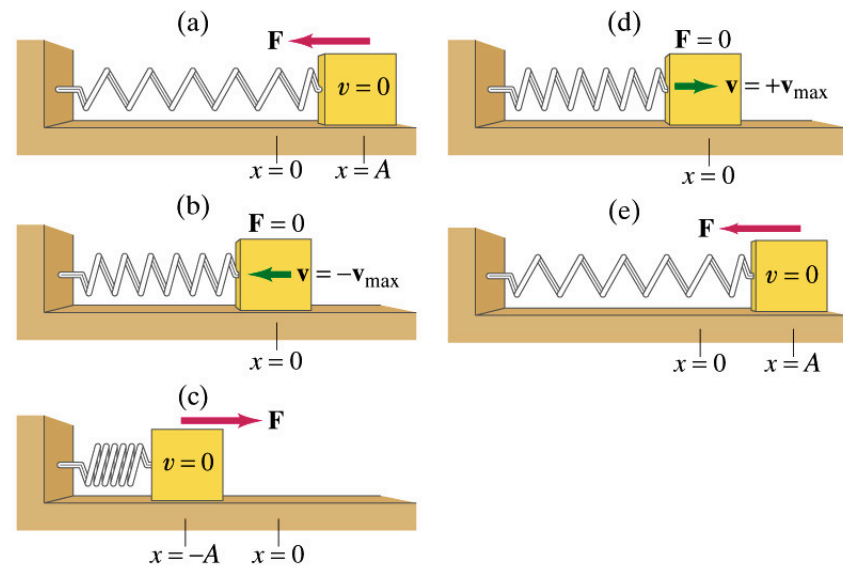 (a)
F
v = 0
x = 0 x = A
(b)
F = 0
v = −vmax
x = 0
(c)
F
v = 0
x = −A x = 0
(d)
F = 0
v = +vmax
x = 0
(e)
F
v = 0
x = 0 x = A